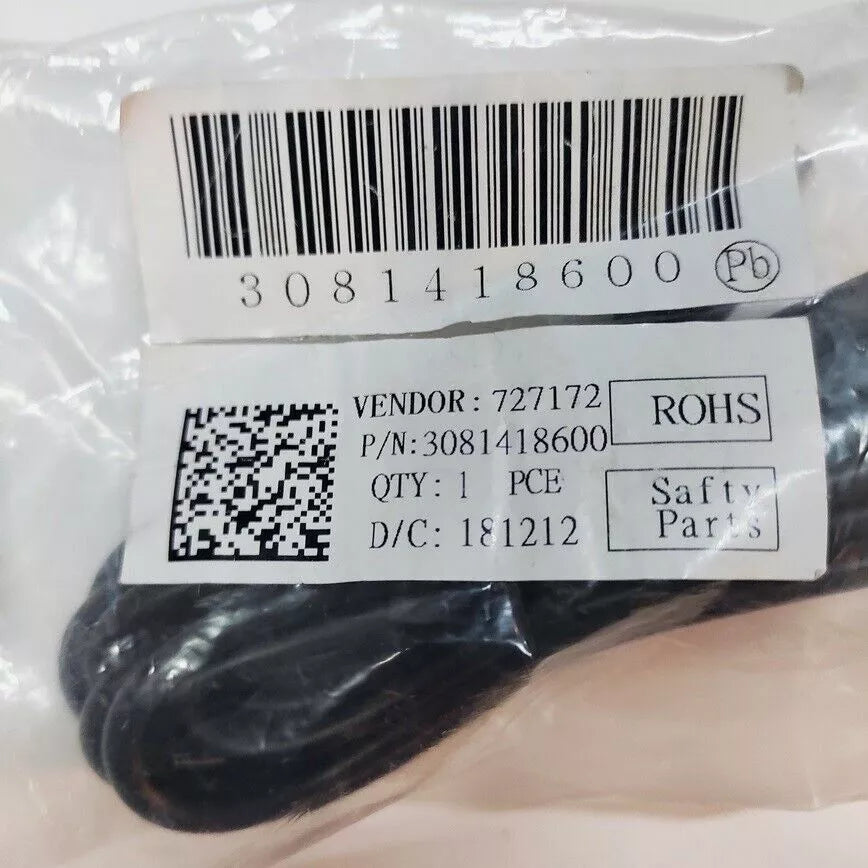 3081418600 Pb
VENDOR: 727172
P/N:3081418600
QTY: 1 PCE
D/C: 181212
ROHS
Safty
Parts